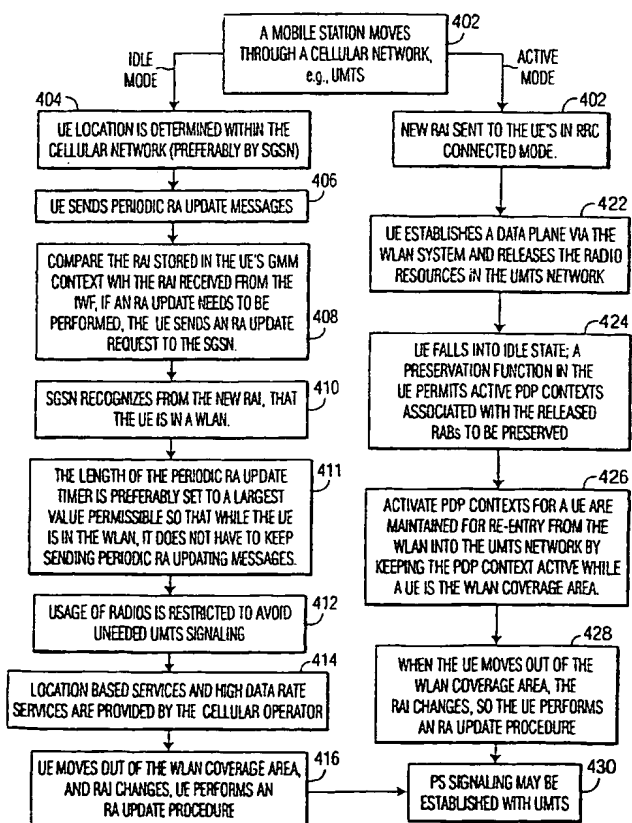 402
A MOBILE STATION MOVES
THROUGH A CELLULAR NETWORK,
e.g., UMTS
IDLE
MODE
ACTIVE
MODE
404
UE LOCATION IS DETERMINED WITHIN THE
CELLULAR NETWORK (PREFERABLY BY SGSN)
406
UE SENDS PERIODIC RA UPDATE MESSAGES
COMPARE THE RAI STORED IN THE UE'S GMM
CONTEXT WIH THE RAI RECEIVED FROM THE
IWF, IF AN RA UPDATE NEEDS TO BE
PERFORMED, THE UE SENDS AN RA UPDATE
REQUEST TO THE SGSN.
408
410
SGSN RECOGNIZES FROM THE NEW RAI, THAT
THE UE IS IN A WLAN.
411
THE LENGTH OF THE PERIODIC RA UPDATE
TIMER IS PREFERABLY SET TO A LARGEST
VALUE PERMISSIBLE SO THAT WHILE THE UE
IS IN THE WLAN, IT DOES NOT HAVE TO KEEP
SENDING PERIODIC RA UPDATING MESSAGES.
412
USAGE OF RADIOS IS RESTRICTED TO AVOID
UNEEDED UMTS SIGNALING
414
LOCATION BASED SERVICES AND HIGH DATA RATE
SERVICES ARE PROVIDED BY THE CELLULAR OPERATOR
416
UE MOVES OUT OF THE WLAN COVERAGE AREA,
AND RAI CHANGES, UE PERFORMS AN
RA UPDATE PROCEDURE
402
NEW RAI SENT TO THE UE'S IN RRC
CONNECTED MODE.
422
UE ESTABLISHES A DATA PLANE VIA THE
WLAN SYSTEM AND RELEASES THE RADIO
RESOURCES IN THE UMTS NETWORK
424
UE FALLS INTO IDLE STATE; A
PRESERVATION FUNCTION IN THE
UE PERMITS ACTIVE PDP CONTEXTS
ASSOCIATED WITH THE RELEASED
RABs TO BE PRESERVED
426
ACTIVATE PDP CONTEXTS FOR A UE ARE
MAINTAINED FOR RE-ENTRY FROM THE
WLAN INTO THE UMTS NETWORK BY
KEEPING THE PDP CONTEXT ACTIVE WHILE
A UE IS THE WLAN COVERAGE AREA.
428
WHEN THE UE MOVES OUT OF THE
WLAN COVERAGE AREA, THE
RAI CHANGES, SO THE UE PERFORMS
AN RA UPDATE PROCEDURE
430
PS SIGNALING MAY BE
ESTABLISHED WITH UMTS